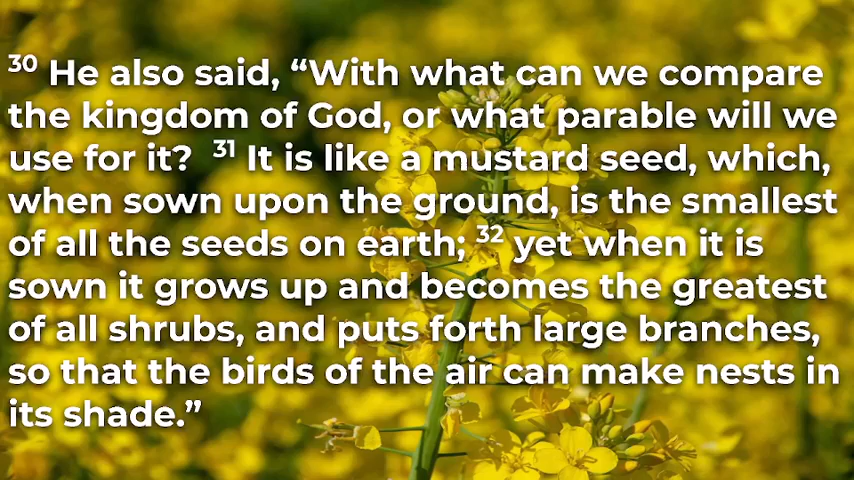 30 He also said, “With what can we compare
the kingdom of God, or what parable will we
use for it? 31 It is like a mustard seed, which,
when sown upon the ground, is the smallest
of all the seeds on earth; 32 yet when it is
sown it grows up and becomes the greatest
of all shrubs, and puts forth large branches,
so that the birds of the air can make nests in
its shade.”